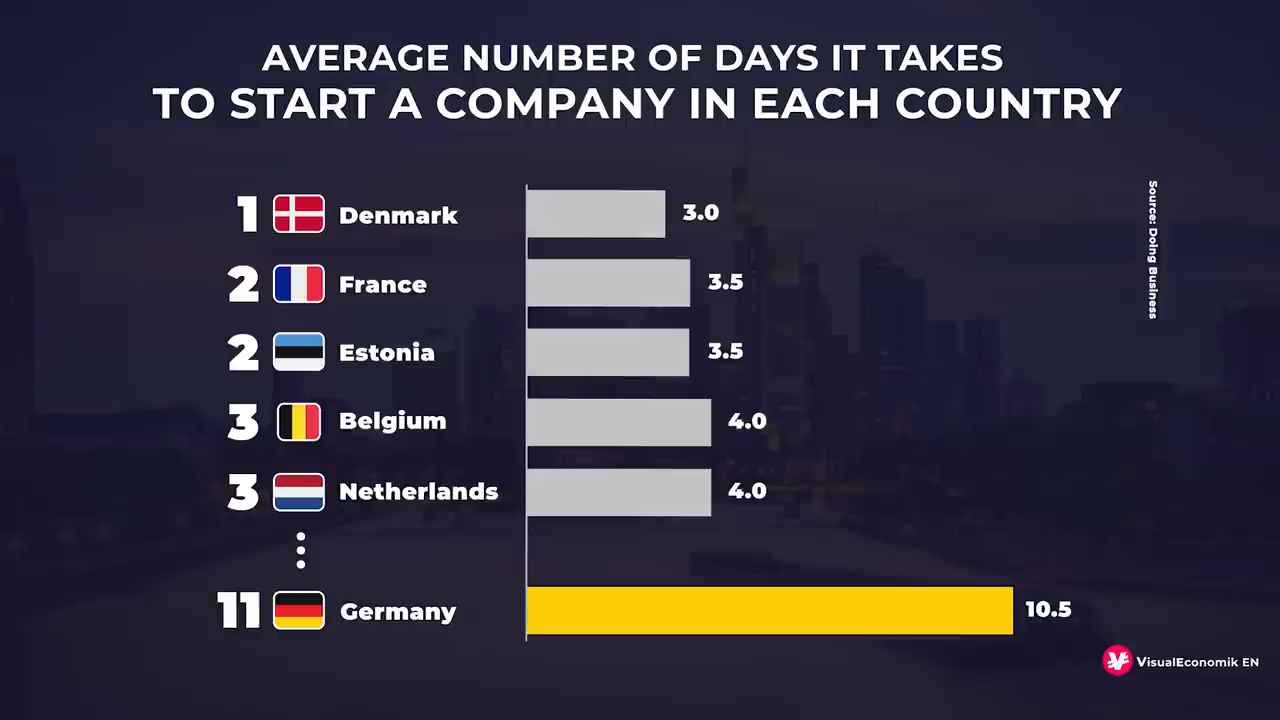 AVERAGE NUMBER OF DAYS IT TAKES
TO START A COMPANY IN EACH COUNTRY
1 Denmark 3.0
2 France 3.5
2 Estonia 3.5
3 Belgium 4.0
3 Netherlands 4.0
11 Germany 10.5
Source: Doing Business
VisualEconomik EN